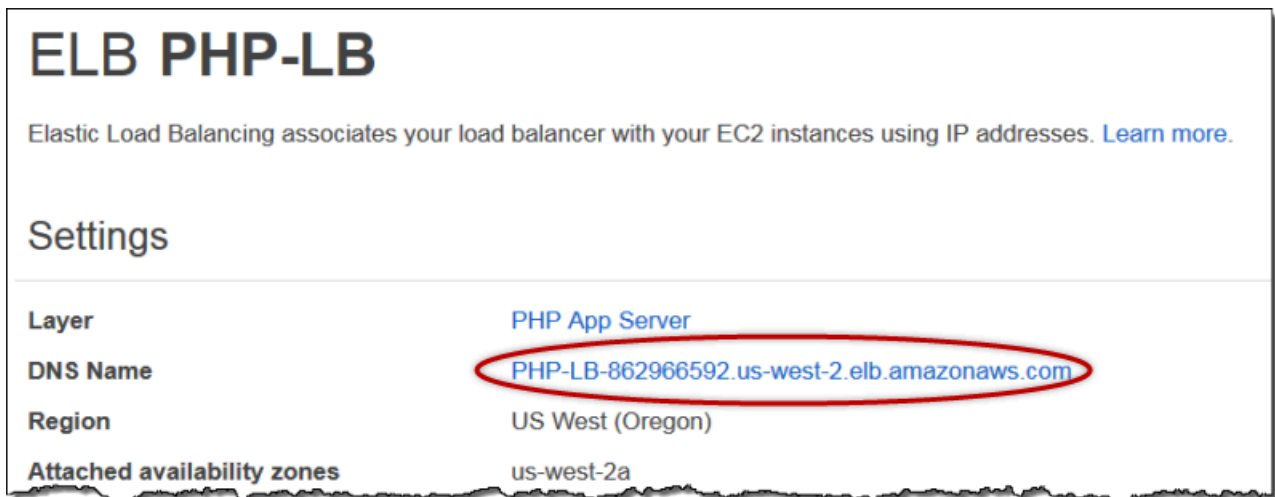 ELB PHP-LB
Elastic Load Balancing associates your load balancer with your EC2 instances using IP addresses. Learn more.
Settings
Layer PHP App Server
DNS Name PHP-LB-862966592.us-west-2.elb.amazonaws.com
Region US West (Oregon)
Attached availability zones us-west-2a